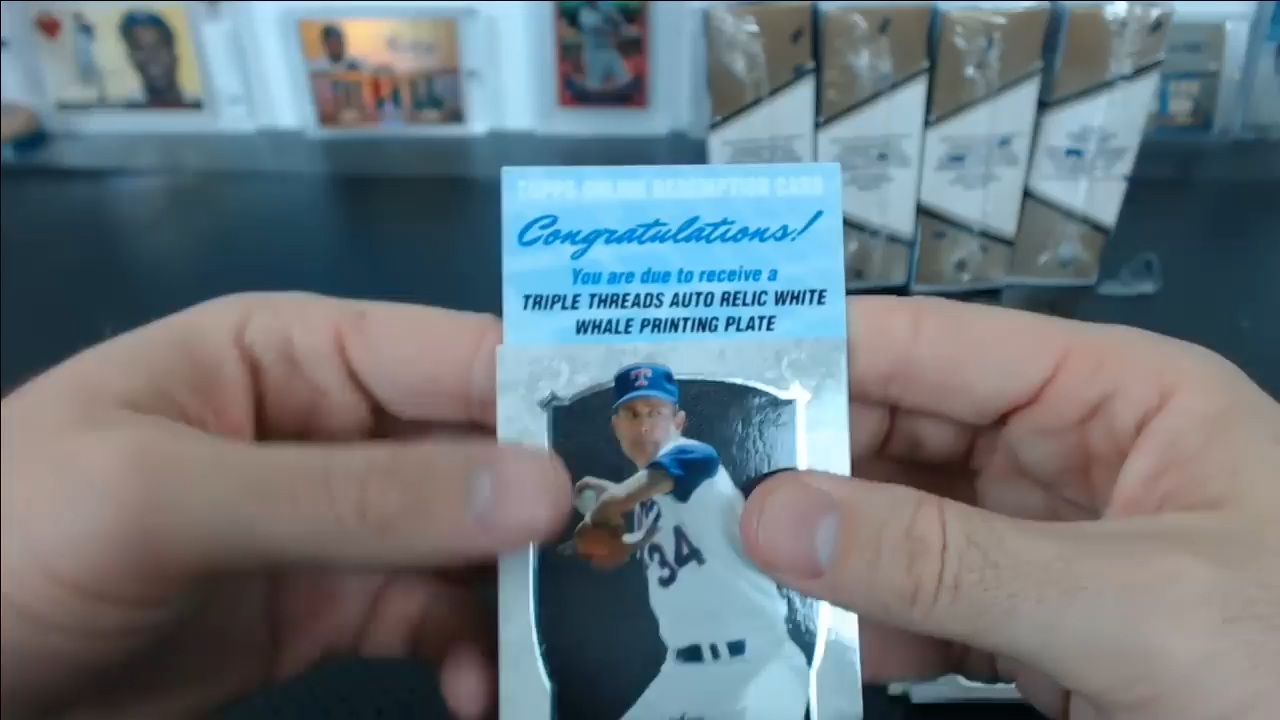 TOPPS ONLINE REDEMPTION CARD
Congratulations!
You are due to receive a
TRIPLE THREADS AUTO RELIC WHITE
WHALE PRINTING PLATE
T
34